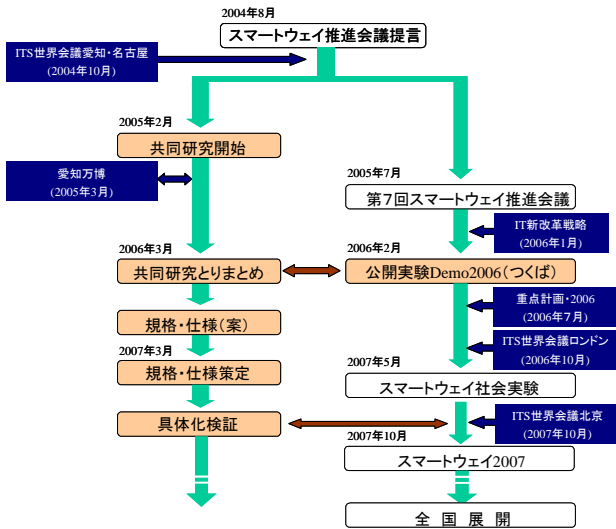 2004年8月
スマートウェイ推進会議提言
ITS世界会議愛知・名古屋
(2004年10月)
2005年2月
共同研究開始
愛知万博
(2005年3月)
2005年7月
第7回スマートウェイ推進会議
IT新改革戦略
(2006年1月)
2006年3月
共同研究とりまとめ
2006年2月
公開実験Demo2006(つくば)
重点計画・2006
(2006年7月)
規格・仕様(案)
ITS世界会議ロンドン
(2006年10月)
2007年3月
規格・仕様策定
2007年5月
スマートウェイ社会実験
具体化検証
ITS世界会議北京
(2007年10月)
2007年10月
スマートウェイ2007
全国展開